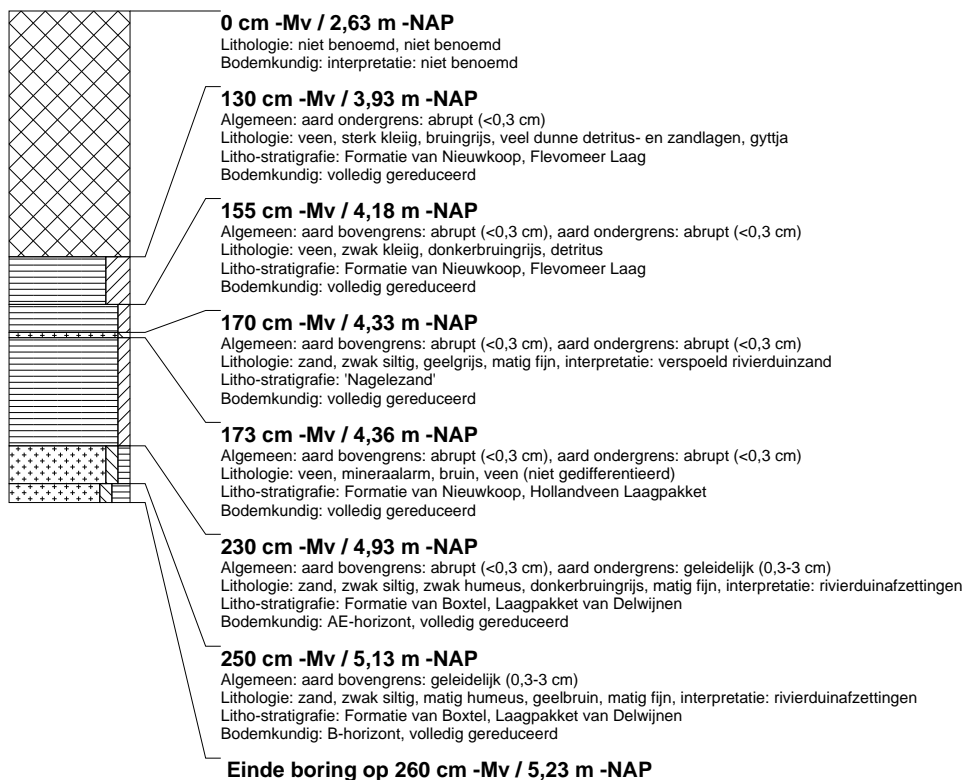 0 cm -Mv / 2,63 m -NAP
Lithologie: niet benoemd, niet benoemd
Bodemkundig: interpretatie: niet benoemd
130 cm -Mv / 3,93 m -NAP
Algemeen: aard ondergrens: abrupt (<0,3 cm)
Lithologie: veen, sterk kleiig, bruingrijs, veel dunne detritus- en zandlagen, gyttja
Litho-stratigrafie: Formatie van Nieuwkoop, Flevomeer Laag
Bodemkundig: volledig gereduceerd
155 cm -Mv / 4,18 m -NAP
Algemeen: aard bovengrens: abrupt (<0,3 cm), aard ondergrens: abrupt (<0,3 cm)
Lithologie: veen, zwak kleiig, donkerbruingrijs, detritus
Litho-stratigrafie: Formatie van Nieuwkoop, Flevomeer Laag
Bodemkundig: volledig gereduceerd
170 cm -Mv / 4,33 m -NAP
Algemeen: aard bovengrens: abrupt (<0,3 cm), aard ondergrens: abrupt (<0,3 cm)
Lithologie: zand, zwak siltig, geelgrijs, matig fijn, interpretatie: verspoeld rivierduinzand
Litho-stratigrafie: 'Nagelezand'
Bodemkundig: volledig gereduceerd
173 cm -Mv / 4,36 m -NAP
Algemeen: aard bovengrens: abrupt (<0,3 cm), aard ondergrens: abrupt (<0,3 cm)
Lithologie: veen, mineraalarm, bruin, veen (niet gedifferentieerd)
Litho-stratigrafie: Formatie van Nieuwkoop, Hollandveen Laagpakket
Bodemkundig: volledig gereduceerd
230 cm -Mv / 4,93 m -NAP
Algemeen: aard bovengrens: abrupt (<0,3 cm), aard ondergrens: geleidelijk (0,3-3 cm)
Lithologie: zand, zwak siltig, zwak humeus, donkerbruingrijs, matig fijn, interpretatie: rivierduinafzettingen
Litho-stratigrafie: Formatie van Boxtel, Laagpakket van Delwijnen
Bodemkundig: AE-horizont, volledig gereduceerd
250 cm -Mv / 5,13 m -NAP
Algemeen: aard bovengrens: geleidelijk (0,3-3 cm)
Lithologie: zand, zwak siltig, matig humeus, geelbruin, matig fijn, interpretatie: rivierduinafzettingen
Litho-stratigrafie: Formatie van Boxtel, Laagpakket van Delwijnen
Bodemkundig: B-horizont, volledig gereduceerd
Einde boring op 260 cm -Mv / 5,23 m -NAP